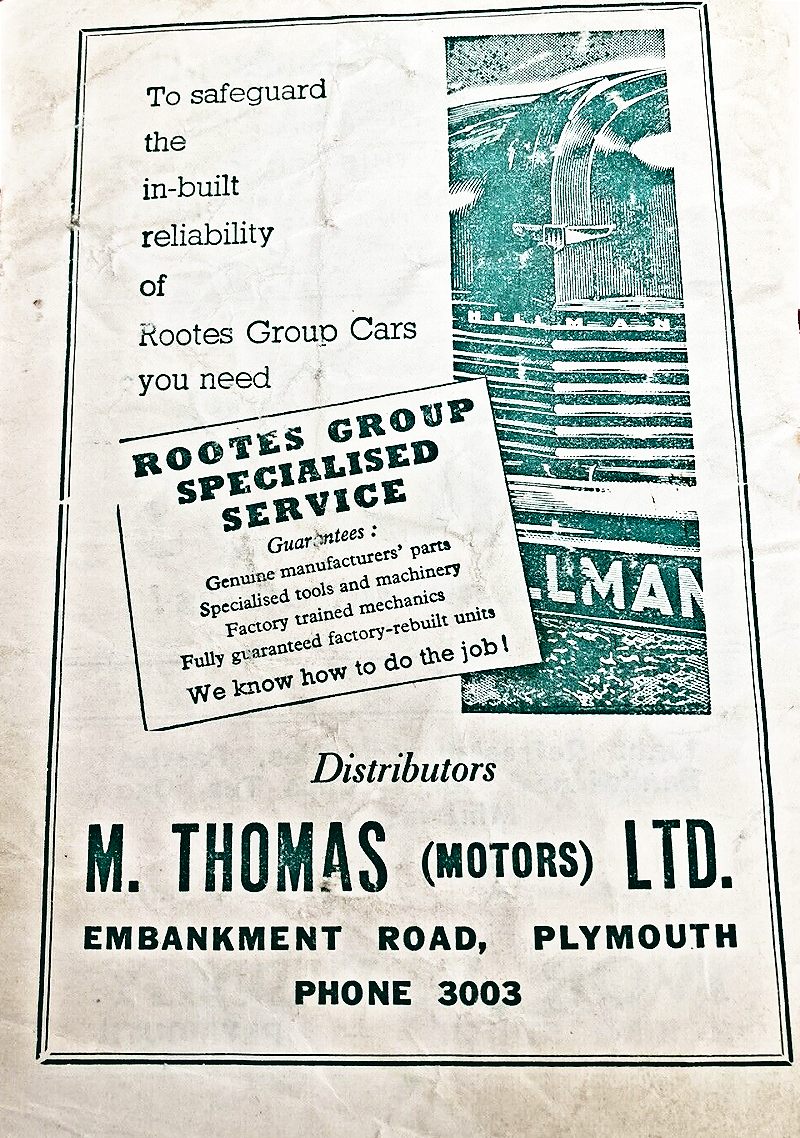 To safeguard
the
in-built
reliability
of
Rootes Group Cars
you need
HILLMAN
ROOTES GROUP
SPECIALISED
SERVICE
Guarantees :
Genuine manufacturers' parts
Specialised tools and machinery
Factory trained mechanics
Fully guaranteed factory-rebuilt units
We know how to do the job!
LLMAN
Distributors
M. THOMAS (MOTORS) LTD.
EMBANKMENT ROAD, PLYMOUTH
PHONE 3003